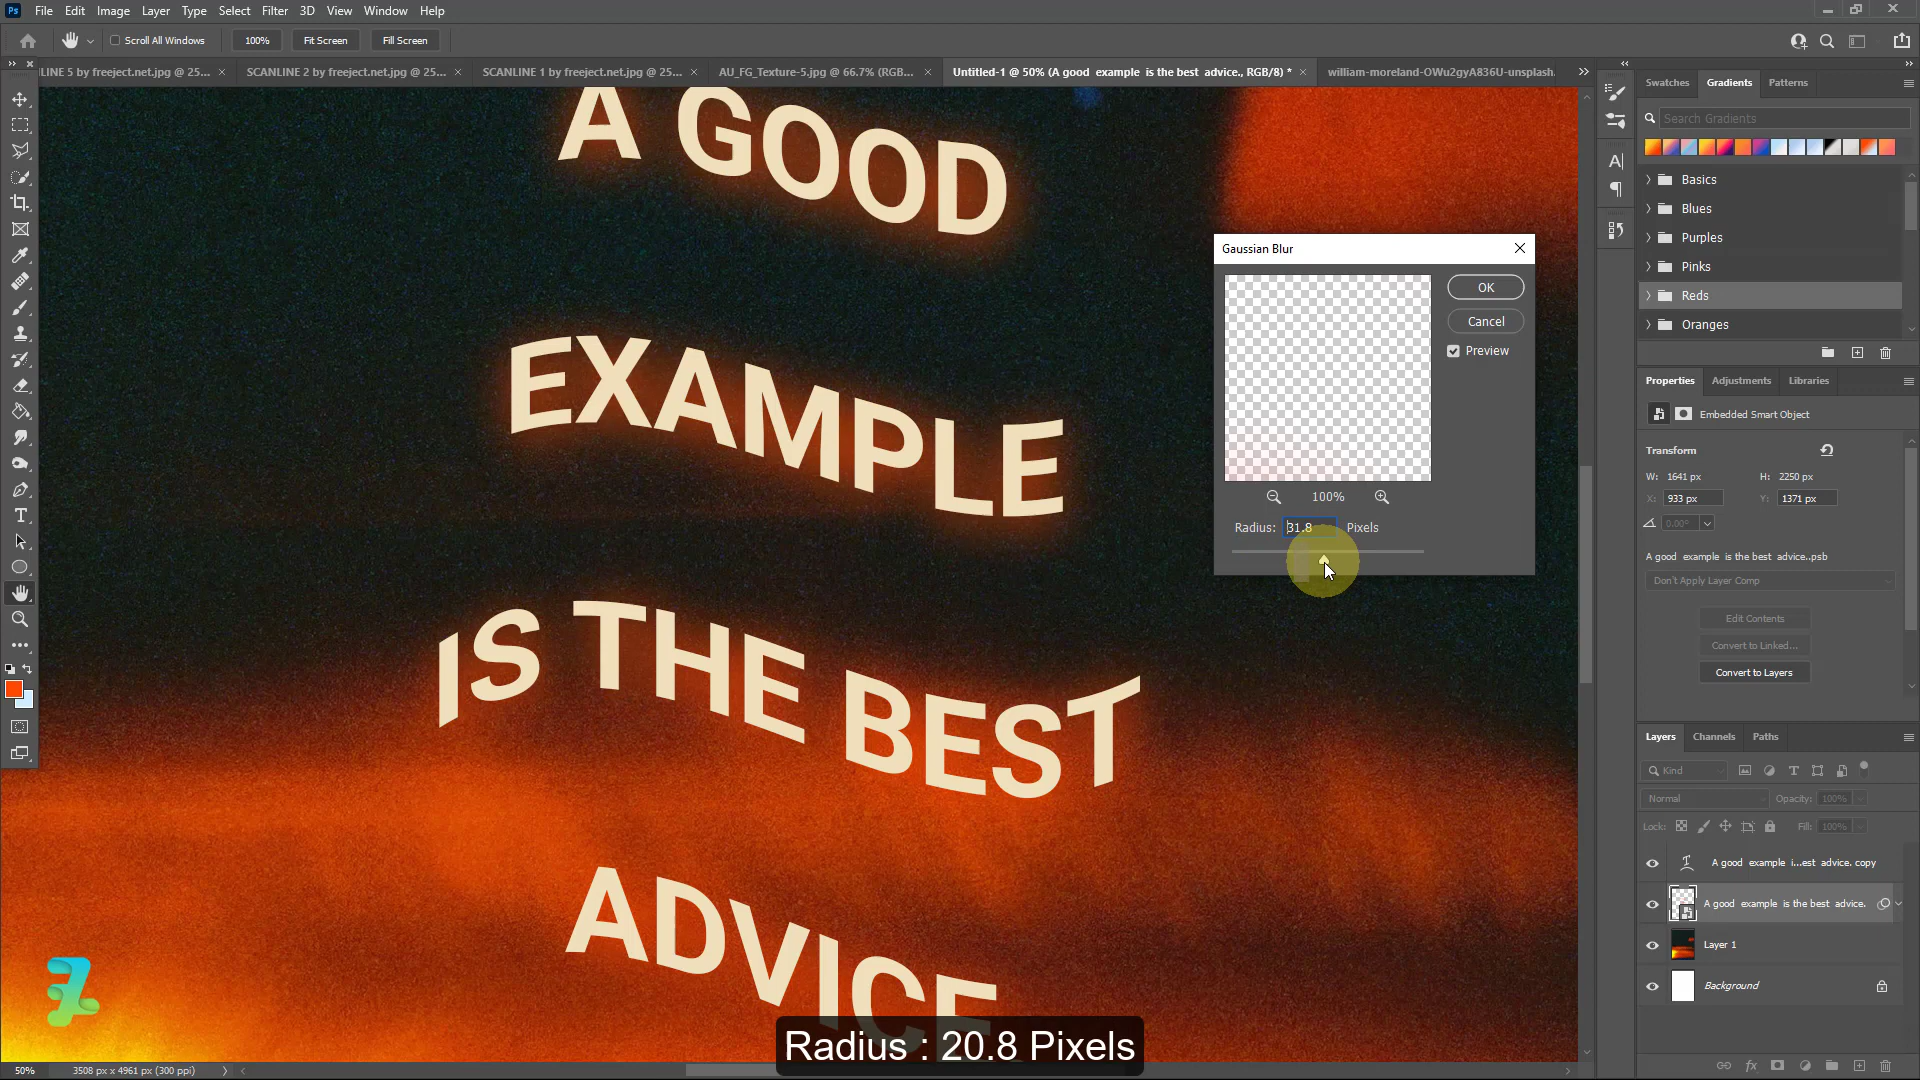 Ps File Edit Image Layer Type Select Filter 3D View Window Help
Scroll All Windows 100% Fit Screen Fill Screen
LINE 5 by freeject.net.jpg @ 25... × SCANLINE 2 by freeject.net.jpg @ 25... × SCANLINE 1 by freeject.net.jpg @ 25... × AU_FG_Texture-5.jpg @ 66.7% (RGB... × Untitled-1 @ 50% (A good example is the best advice., RGB/8) * × william-moreland-OWu2gyA836U-unsplash.
Swatches Gradients Patterns
Search Gradients
Basics
Blues
Purples
Pinks
Reds
Oranges
A GOOD
EXAMPLE
IS THE BEST
ADVICE
Gaussian Blur
OK
Cancel
Preview
100%
Radius: 31.8 Pixels
Properties Adjustments Libraries
Embedded Smart Object
Transform
W: 1641 px H: 2250 px
X: 933 px Y: 1371 px
0.00°
A good example is the best advice..psb
Don't Apply Layer Comp
Edit Contents
Convert to Linked...
Convert to Layers
Layers Channels Paths
Kind
Normal Opacity: 100%
Lock: Fill: 100%
A good example i...est advice. copy
A good example is the best advice.
Layer 1
Background
Radius : 20.8 Pixels
50% 3508 px x 4961 px (300 ppi)